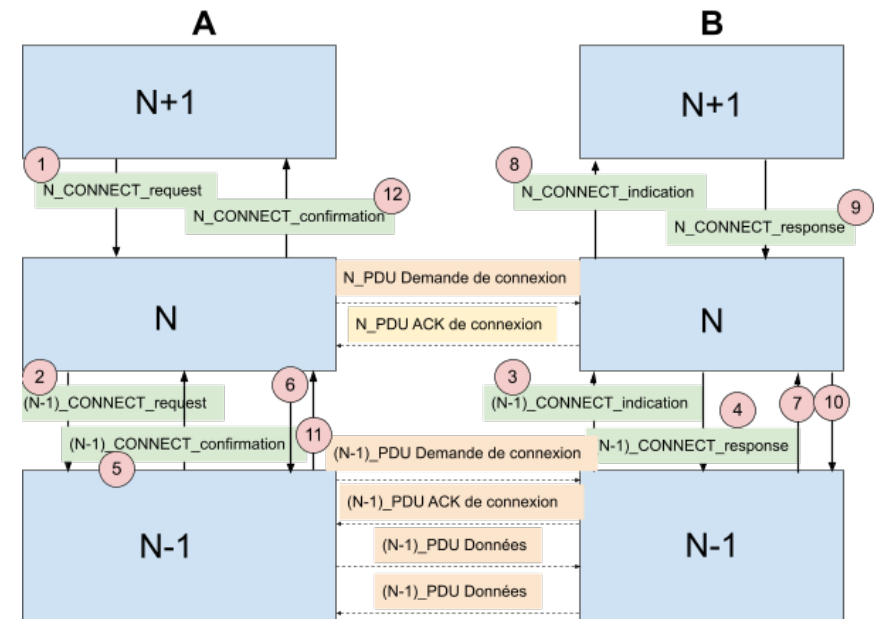 A
B
N+1
N+1
1
8
N_CONNECT_request
N_CONNECT_indication
12
9
N_CONNECT_confirmation
N_CONNECT_response
N_PDU Demande de connexion
N
N
N_PDU ACK de connexion
2
6
3
7
10
(N-1)_CONNECT_request
(N-1)_CONNECT_indication
4
11
(N-1)_CONNECT_confirmation
N-1)_CONNECT_response
5
(N-1)_PDU Demande de connexion
(N-1)_PDU ACK de connexion
N-1
N-1
(N-1)_PDU Données
(N-1)_PDU Données